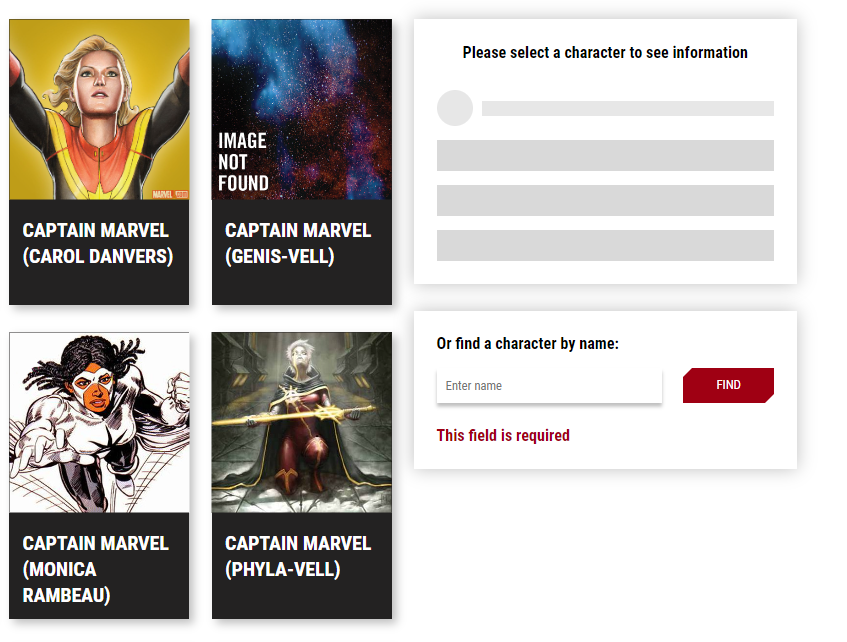 MARVEL
IMAGE
NOT
FOUND
CAPTAIN MARVEL
(CAROL DANVERS)
CAPTAIN MARVEL
(GENIS-VELL)
CAPTAIN MARVEL
(MONICA
RAMBEAU)
CAPTAIN MARVEL
(PHYLA-VELL)
Please select a character to see information
Or find a character by name:
Enter name
FIND
This field is required